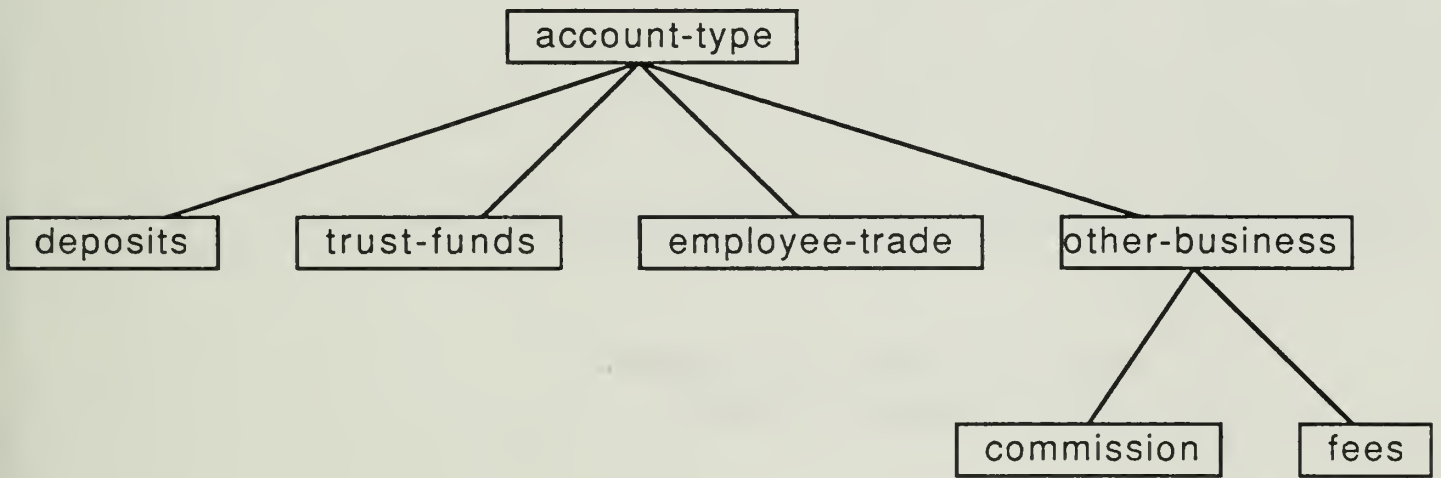 account-type
deposits
trust-funds
employee-trade
other-business
commission
fees